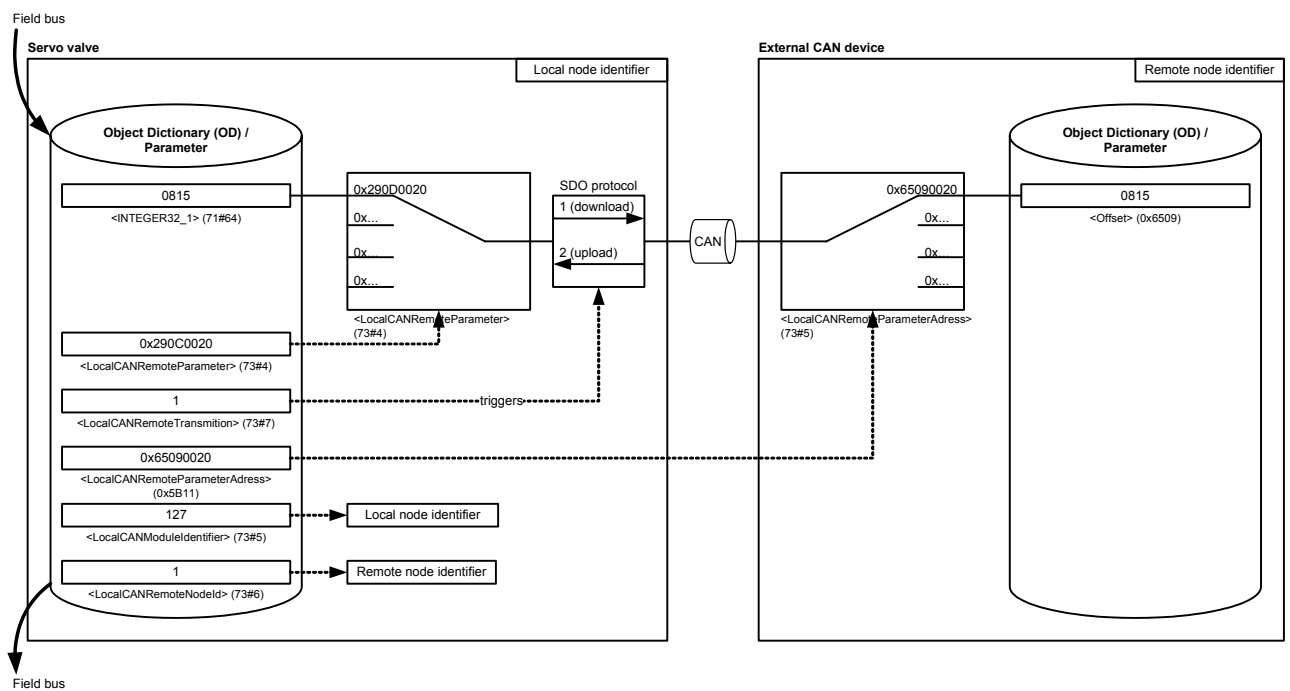 Field bus
Servo valve
External CAN device
Local node identifier
Remote node identifier
Object Dictionary (OD) /
Parameter
Object Dictionary (OD) /
Parameter
0815
<INTEGER32_1> (71#64)
0x290D0020
0x...
0x...
0x...
<LocalCANRemoteParameter>
(73#4)
SDO protocol
1 (download)
2 (upload)
CAN
0x65090020
0x...
0x...
0x...
<LocalCANRemoteParameterAdress>
(73#5)
0815
<Offset> (0x6509)
0x290C0020
<LocalCANRemoteParameter> (73#4)
1
triggers
<LocalCANRemoteTransmition> (73#7)
0x65090020
<LocalCANRemoteParameterAdress>
(0x5B11)
127
Local node identifier
<LocalCANModuleIdentifier> (73#5)
1
Remote node identifier
<LocalCANRemoteNodeId> (73#6)
Field bus